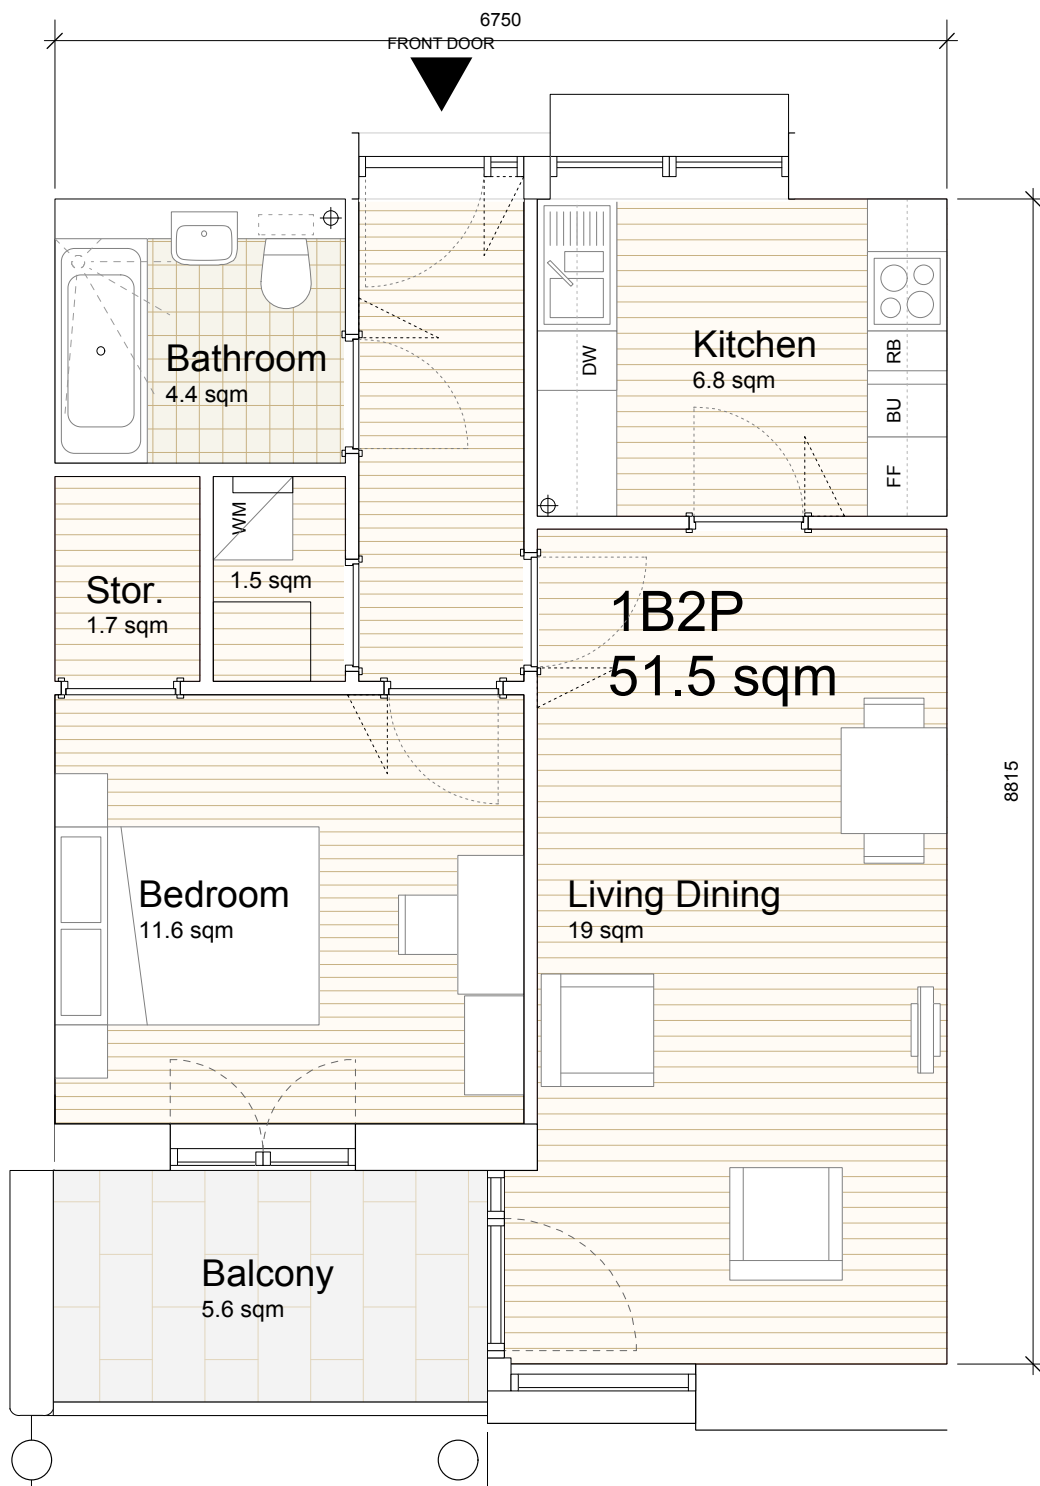 6750
FRONT DOOR
Bathroom
4.4 sqm
Kitchen
6.8 sqm
DW
RB
BU
FF
WM
1.5 sqm
Stor.
1.7 sqm
1B2P
51.5 sqm
8815
Bedroom
11.6 sqm
Living Dining
19 sqm
Balcony
5.6 sqm